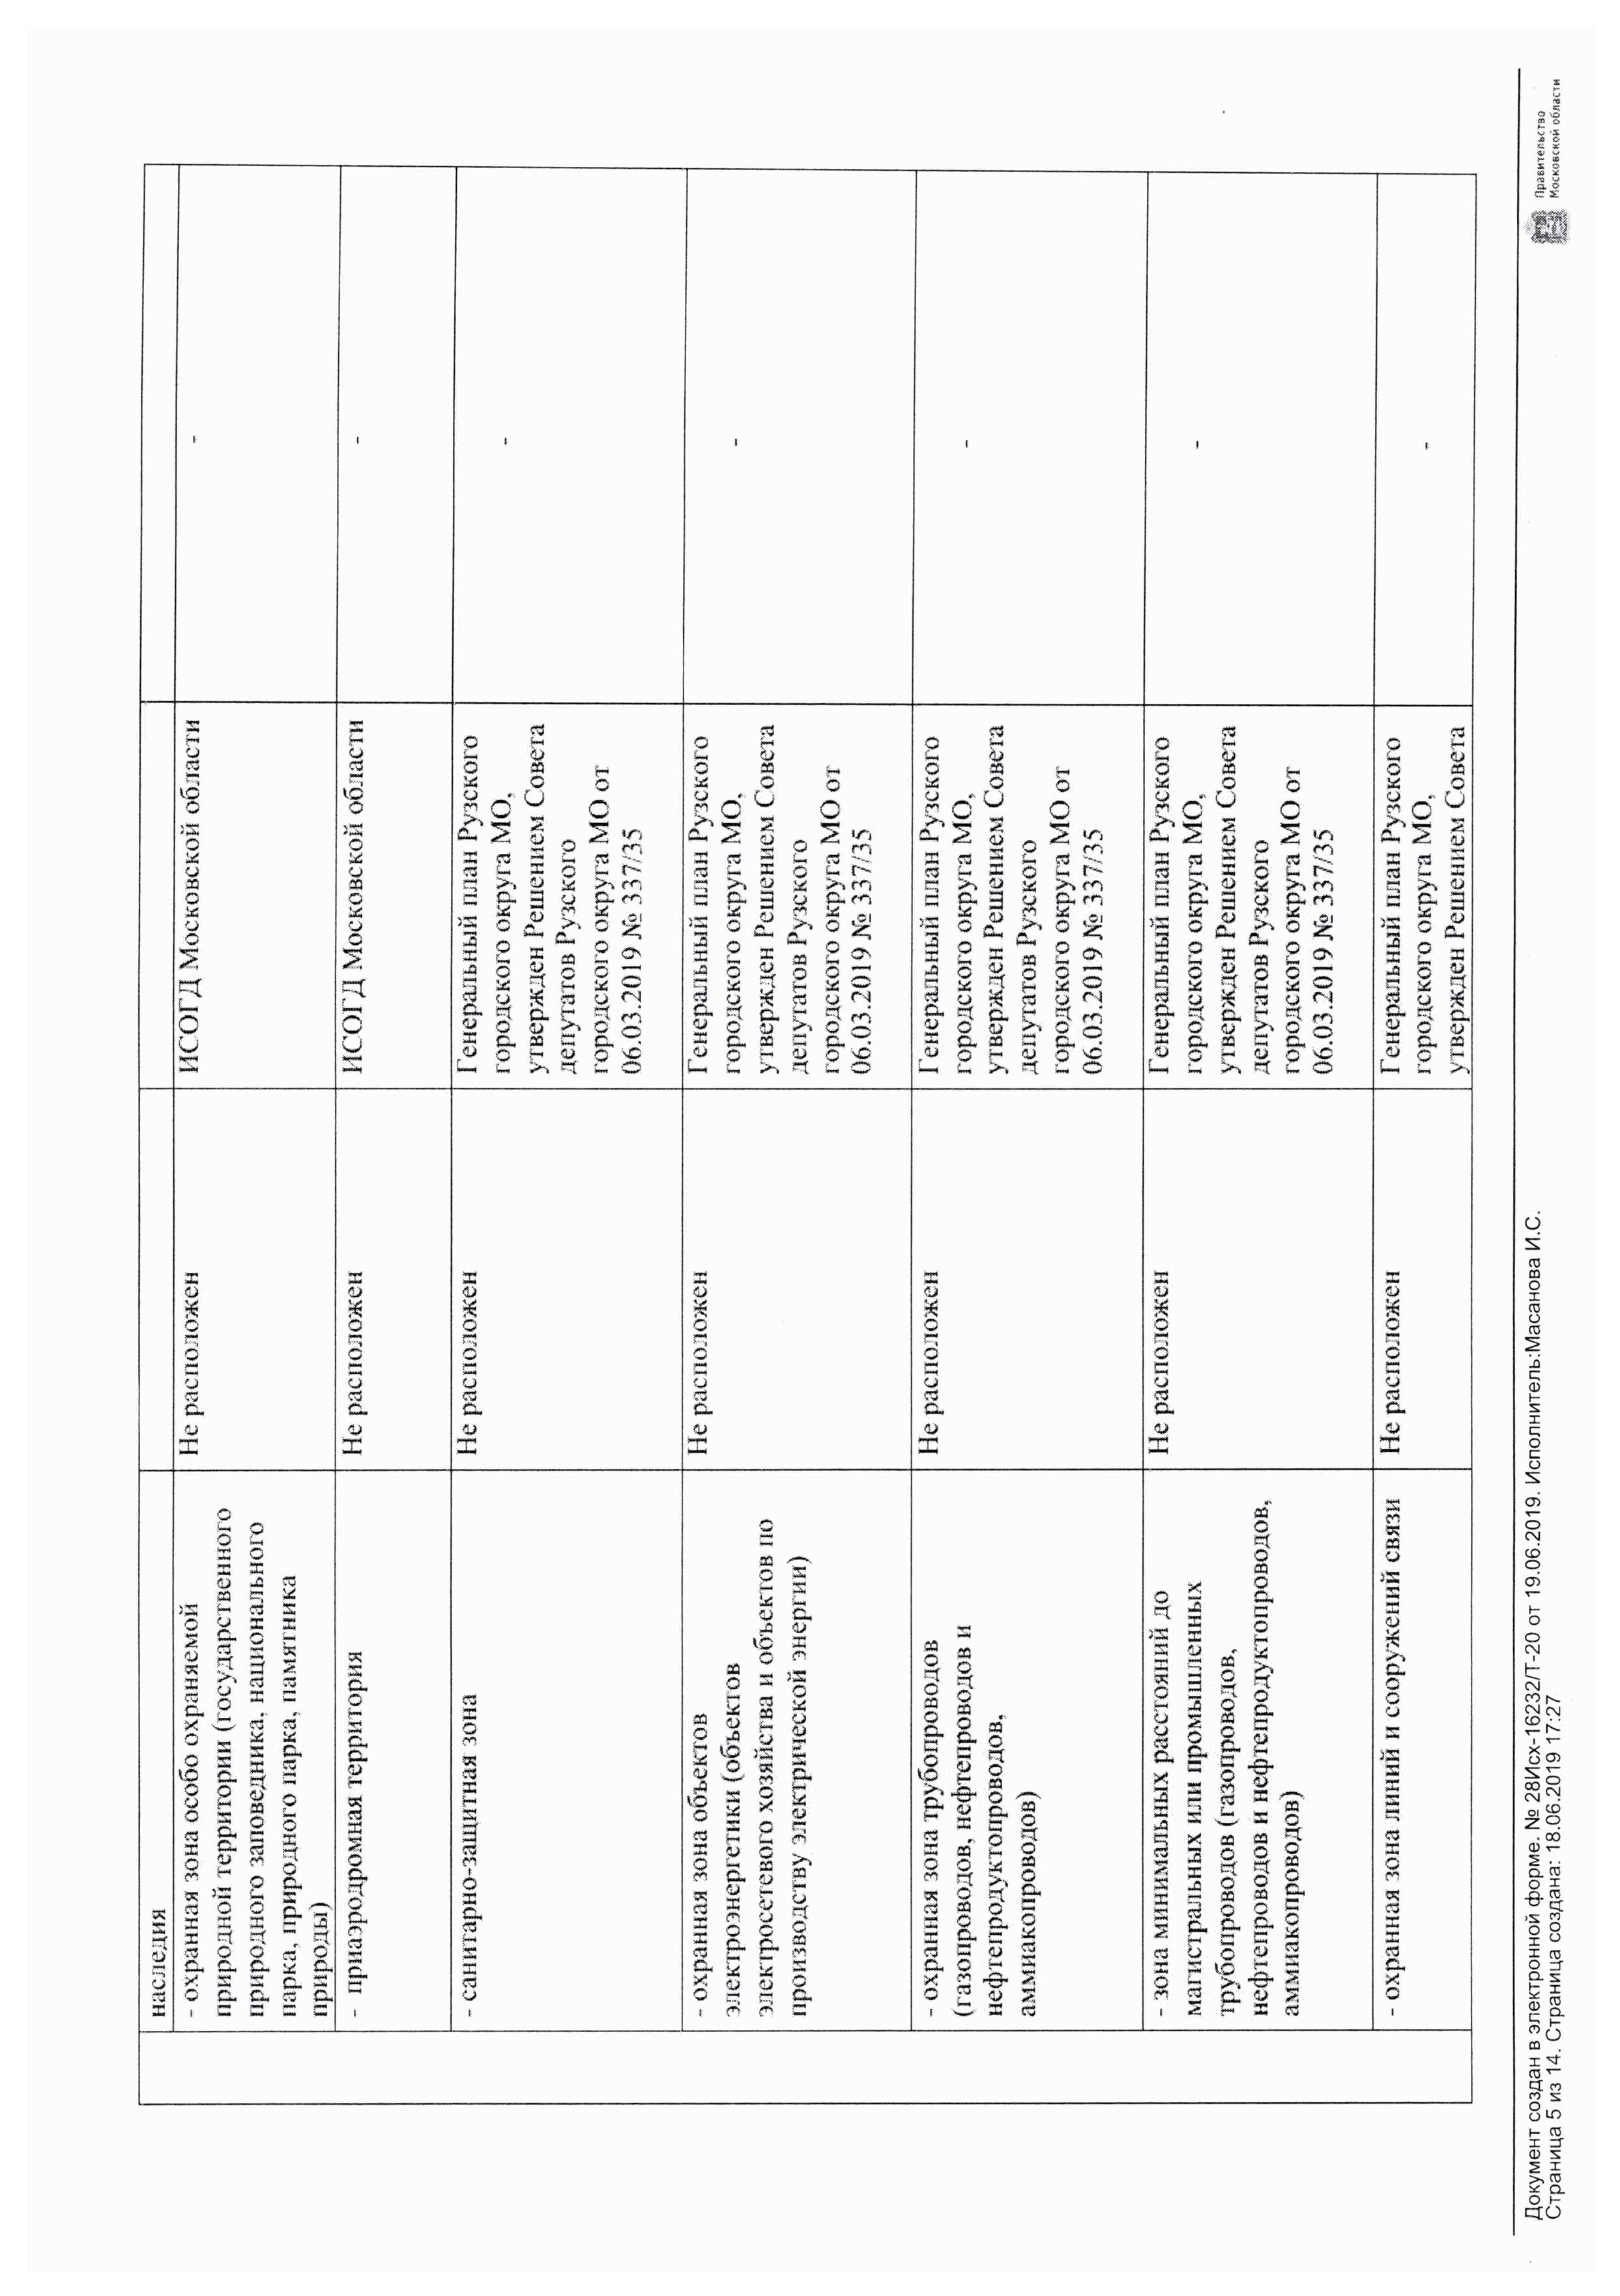 наследия
- охранная зона особо охраняемой
природной территории (государственного
природного заповедника, национального
парка, природного парка, памятника
природы)
Не расположен
ИСОГД Московской области
-
- приаэродромная территория
Не расположен
ИСОГД Московской области
-
- санитарно-защитная зона
Не расположен
Генеральный план Рузского
городского округа МО,
утвержден Решением Совета
депутатов Рузского
городского округа МО от
06.03.2019 № 337/35
-
- охранная зона объектов
электроэнергетики (объектов
электросетевого хозяйства и объектов по
производству электрической энергии)
Не расположен
Генеральный план Рузского
городского округа МО,
утвержден Решением Совета
депутатов Рузского
городского округа МО от
06.03.2019 № 337/35
-
- охранная зона трубопроводов
(газопроводов, нефтепроводов и
нефтепродуктопроводов,
аммиакопроводов)
Не расположен
Генеральный план Рузского
городского округа МО,
утвержден Решением Совета
депутатов Рузского
городского округа МО от
06.03.2019 № 337/35
-
- зона минимальных расстояний до
магистральных или промышленных
трубопроводов (газопроводов,
нефтепроводов и нефтепродуктопроводов,
аммиакопроводов)
Не расположен
Генеральный план Рузского
городского округа МО,
утвержден Решением Совета
депутатов Рузского
городского округа МО от
06.03.2019 № 337/35
-
- охранная зона линий и сооружений связи
Не расположен
Генеральный план Рузского
городского округа МО,
утвержден Решением Совета
-
Документ создан в электронной форме. № 28Исх-16232/Т-20 от 19.06.2019. Исполнитель:Масанова И.С.
Страница 5 из 14. Страница создана: 18.06.2019 17:27
Правительство
Московской области